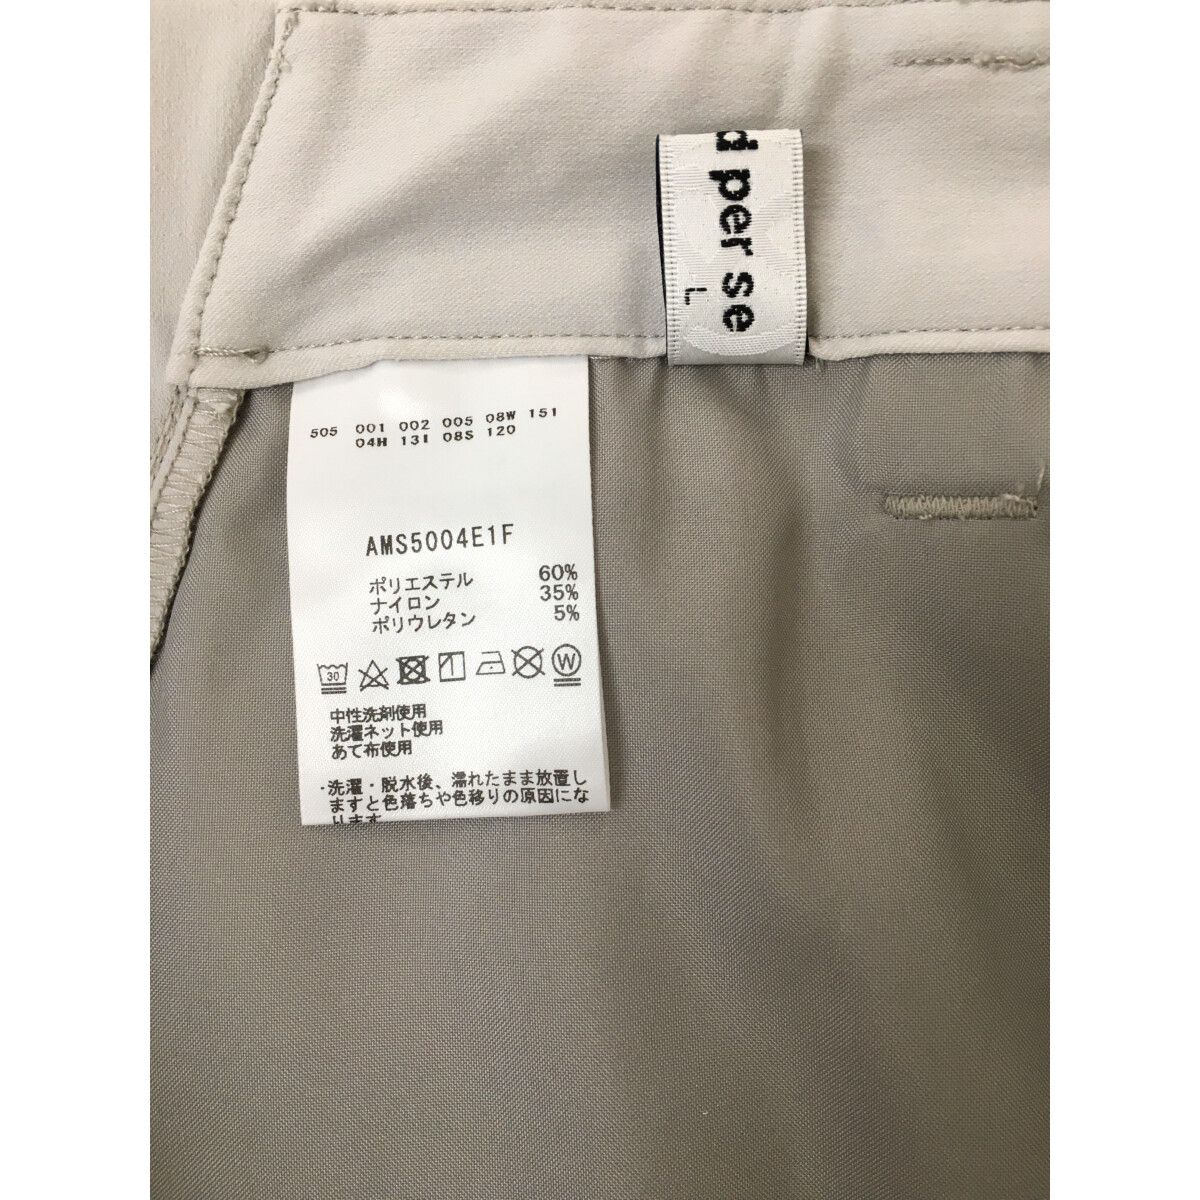 d per se
L
505 001 002 005 08W 151
04H 13I 08S 120
AMS5004E1F
ポリエステル 60%
ナイロン 35%
ポリウレタン 5%
30
W
中性洗剤使用
洗濯ネット使用
あて布使用
・洗濯・脱水後、濡れたまま放置し
ますと色落ちや色移りの原因にな
ります